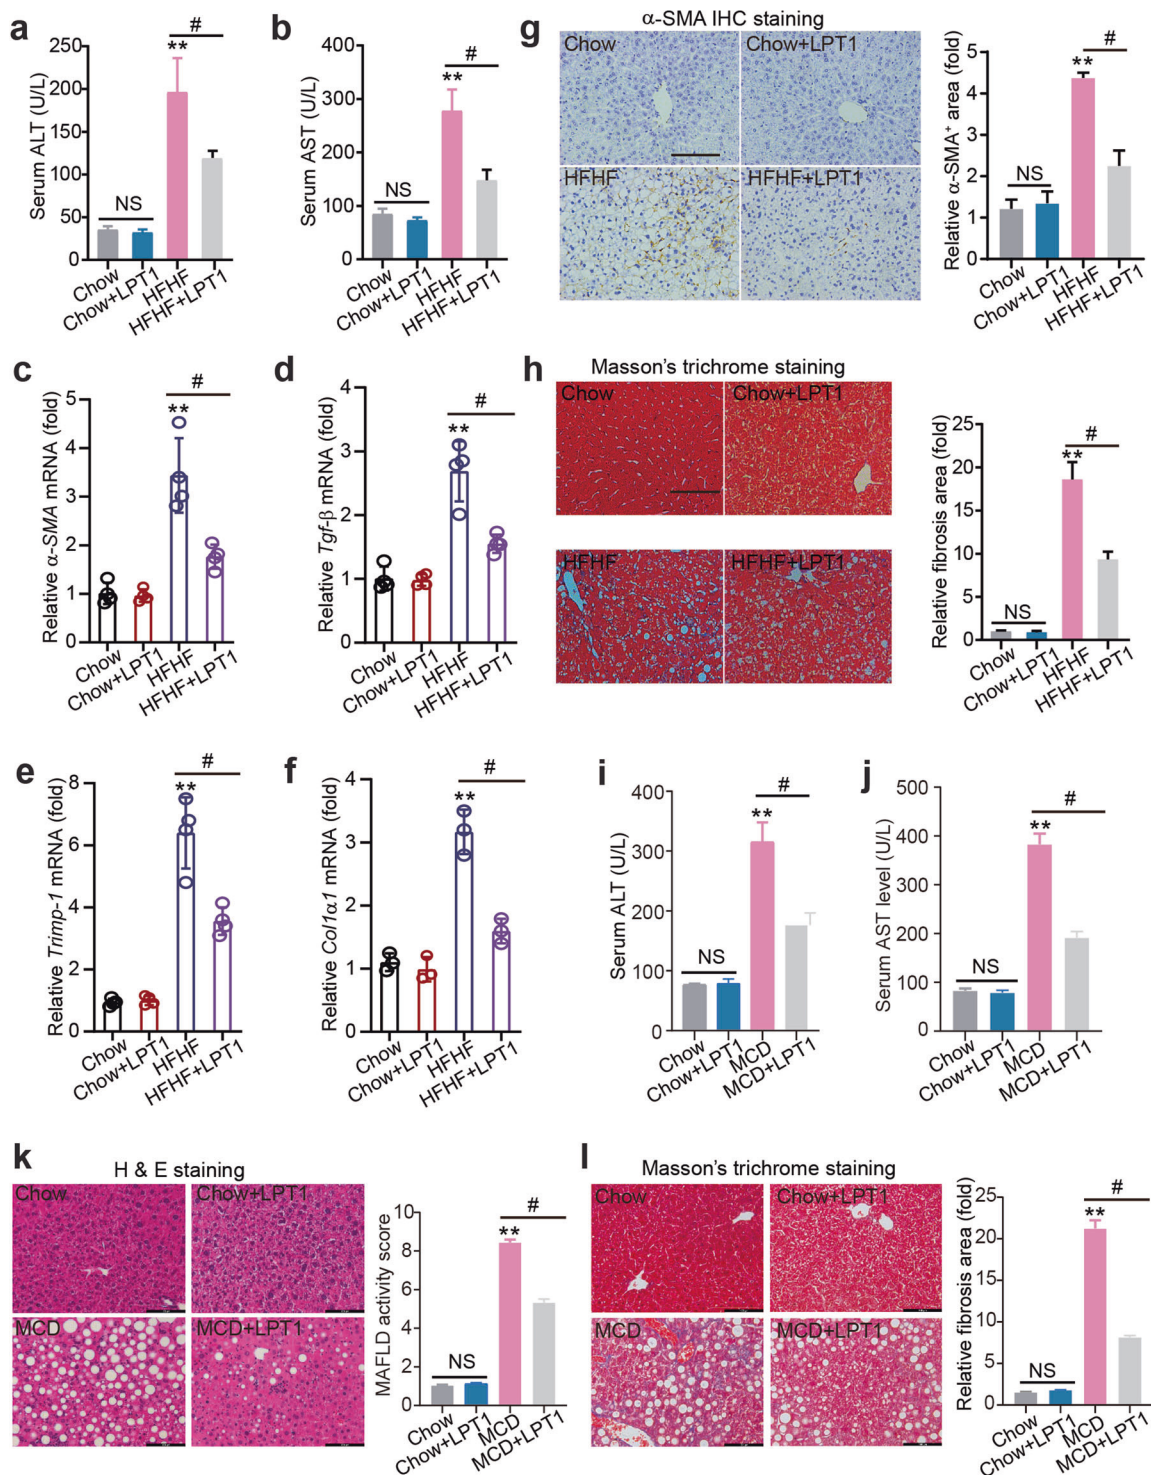 a
Serum ALT (U/L)
250
200
150
100
50
0
NS
**
#
Chow
Chow+LPT1
HFHF
HFHF+LPT1
b
Serum AST (U/L)
400
300
200
100
0
NS
**
#
Chow
Chow+LPT1
HFHF
HFHF+LPT1
g
α-SMA IHC staining
Chow
Chow+LPT1
HFHF
HFHF+LPT1
Relative α-SMA⁺ area (fold)
5
4
3
2
1
0
NS
**
#
Chow
Chow+LPT1
HFHF
HFHF+LPT1
c
Relative α-SMA mRNA (fold)
5
4
3
2
1
0
**
#
Chow
Chow+LPT1
HFHF
HFHF+LPT1
d
Relative Tgf-β mRNA (fold)
4
3
2
1
0
**
#
Chow
Chow+LPT1
HFHF
HFHF+LPT1
h
Masson's trichrome staining
Chow
Chow+LPT1
HFHF
HFHF+LPT1
Relative fibrosis area (fold)
25
20
15
10
5
0
NS
**
#
Chow
Chow+LPT1
HFHF
HFHF+LPT1
e
Relative Trimp-1 mRNA (fold)
8
6
4
2
0
**
#
Chow
Chow+LPT1
HFHF
HFHF+LPT1
f
Relative Col1α1 mRNA (fold)
4
3
2
1
0
**
#
Chow
Chow+LPT1
HFHF
HFHF+LPT1
i
Serum ALT (U/L)
400
300
200
100
0
NS
**
#
Chow
Chow+LPT1
MCD
MCD+LPT1
j
Serum AST level (U/L)
500
400
300
200
100
0
NS
**
#
Chow
Chow+LPT1
MCD
MCD+LPT1
k
H & E staining
Chow
Chow+LPT1
MCD
MCD+LPT1
MAFLD activity score
10
8
6
4
2
0
NS
**
#
Chow
Chow+LPT1
MCD
MCD+LPT1
l
Masson's trichrome staining
Chow
Chow+LPT1
MCD
MCD+LPT1
Relative fibrosis area (fold)
25
20
15
10
5
0
NS
**
#
Chow
Chow+LPT1
MCD
MCD+LPT1